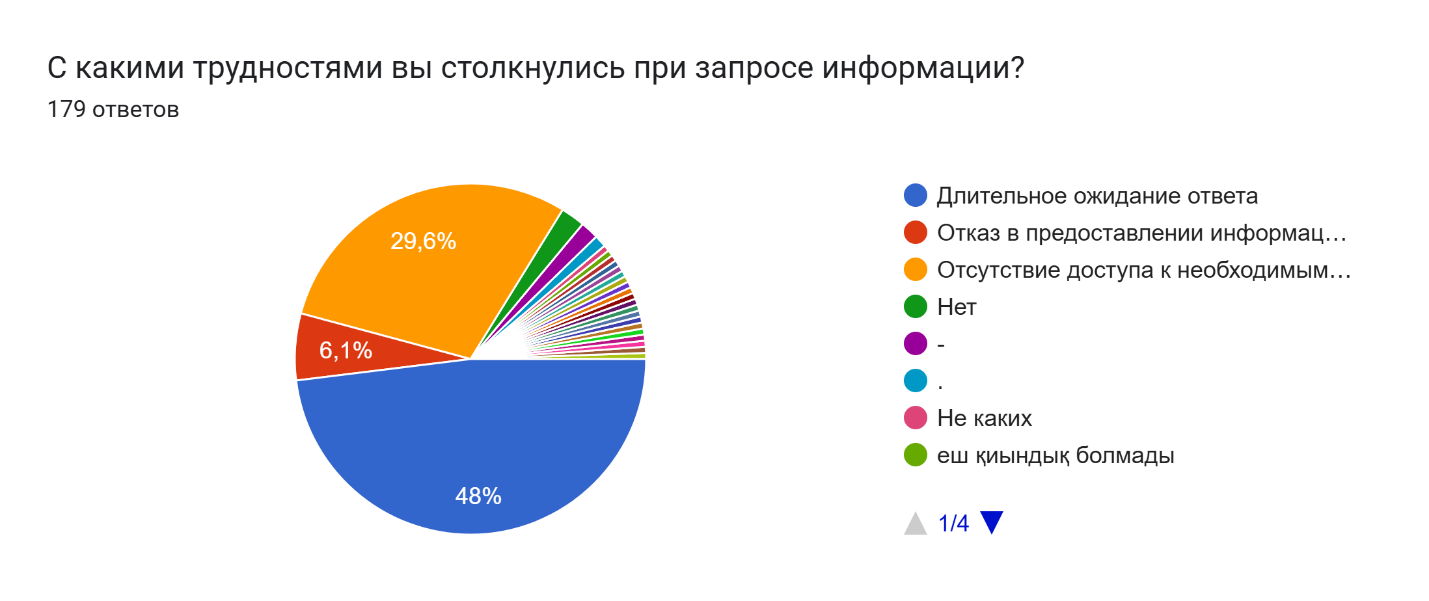 С какими трудностями вы столкнулись при запросе информации?
179 ответов
29,6%
6,1%
48%
Длительное ожидание ответа
Отказ в предоставлении информац…
Отсутствие доступа к необходимым…
Нет
-
.
Не каких
еш қиындық болмады
1/4